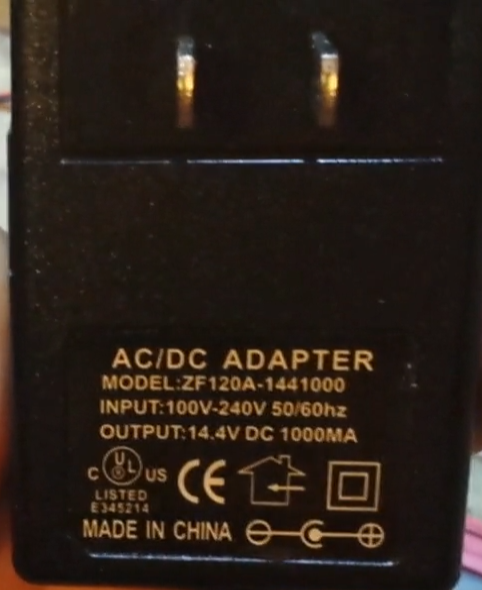 AC/DC ADAPTER
MODEL:ZF120A-1441000
INPUT:100V-240V 50/60hz
OUTPUT:14.4V DC 1000MA
C UL US
LISTED
E345214
CE
MADE IN CHINA